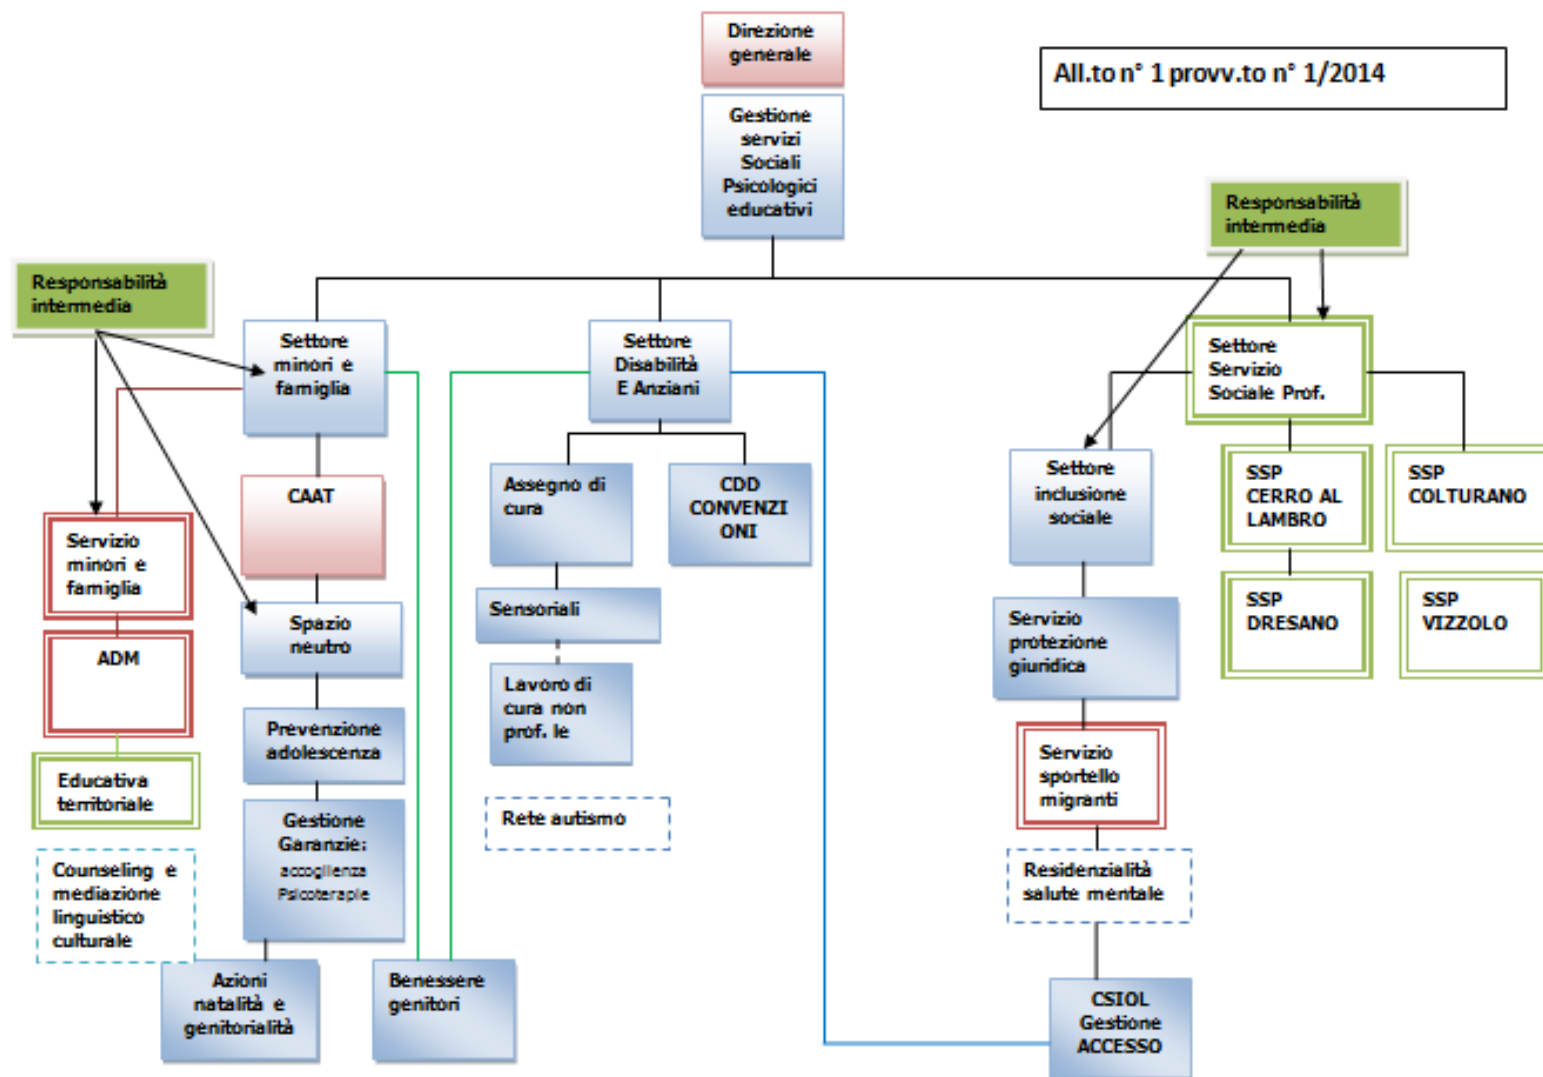 Direzione
generale
All.to n° 1 provv.to n° 1/2014
Gestione
servizi
Sociali
Psicologici
educativi
Responsabilità
intermedia
Responsabilità
intermedia
Settore
minori e
famiglia
Settore
Disabilità
E Anziani
Settore
Servizio
Sociale Prof.
CAAT
Assegno di
cura
CDD
CONVENZI
ONI
Settore
inclusione
sociale
SSP
CERRO AL
LAMBRO
SSP
COLTURANO
Servizio
minori e
famiglia
Spazio
neutro
Sensoriali
Servizio
protezione
giuridica
SSP
DRESANO
SSP
VIZZOLO
ADM
Lavoro di
cura non
prof. le
Prevenzione
adolescenza
Educativa
territoriale
Servizio
sportello
migranti
Rete autismo
Gestione
Garanzie:
accoglienza
Psicoterapie
Counseling e
mediazione
linguistico
culturale
Residenzialità
salute mentale
Azioni
natalità e
genitorialità
Benessere
genitori
CSIOL
Gestione
ACCESSO